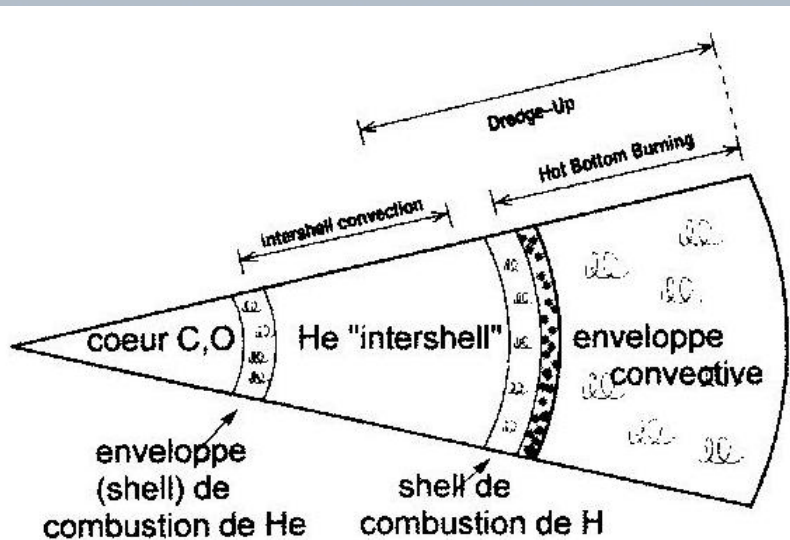 Dredge-Up
Hot Bottom Burning
intershell convection
coeur C,O
He "intershell"
enveloppe
convective
enveloppe
(shell) de
combustion de He
shell de
combustion de H